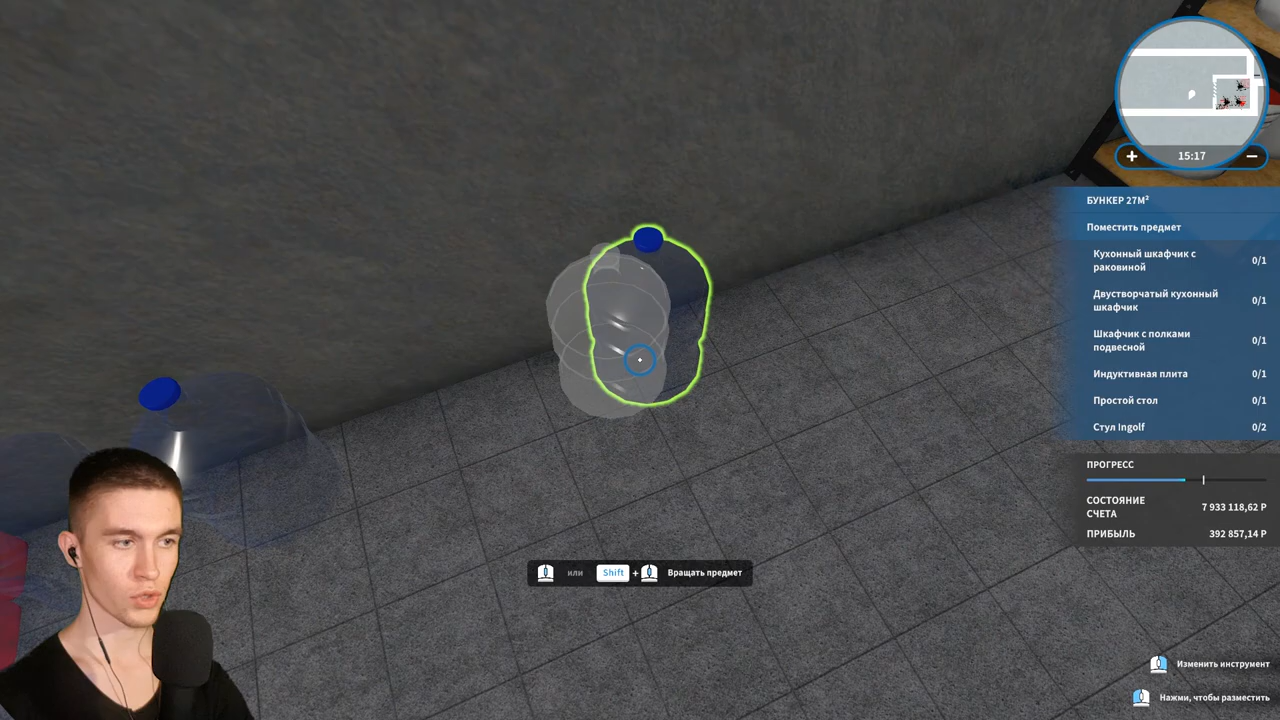 + 15:17 −
БУНКЕР 27М²
Поместить предмет
Кухонный шкафчик с
раковиной 0/1
Двустворчатый кухонный
шкафчик 0/1
Шкафчик с полками
подвесной 0/1
Индуктивная плита 0/1
Простой стол 0/1
Стул Ingolf 0/2
ПРОГРЕСС
СОСТОЯНИЕ
СЧЕТА 7 933 118,62 Р
ПРИБЫЛЬ 392 857,14 Р
или Shift + Вращать предмет
Изменить инструмент
Нажми, чтобы разместить